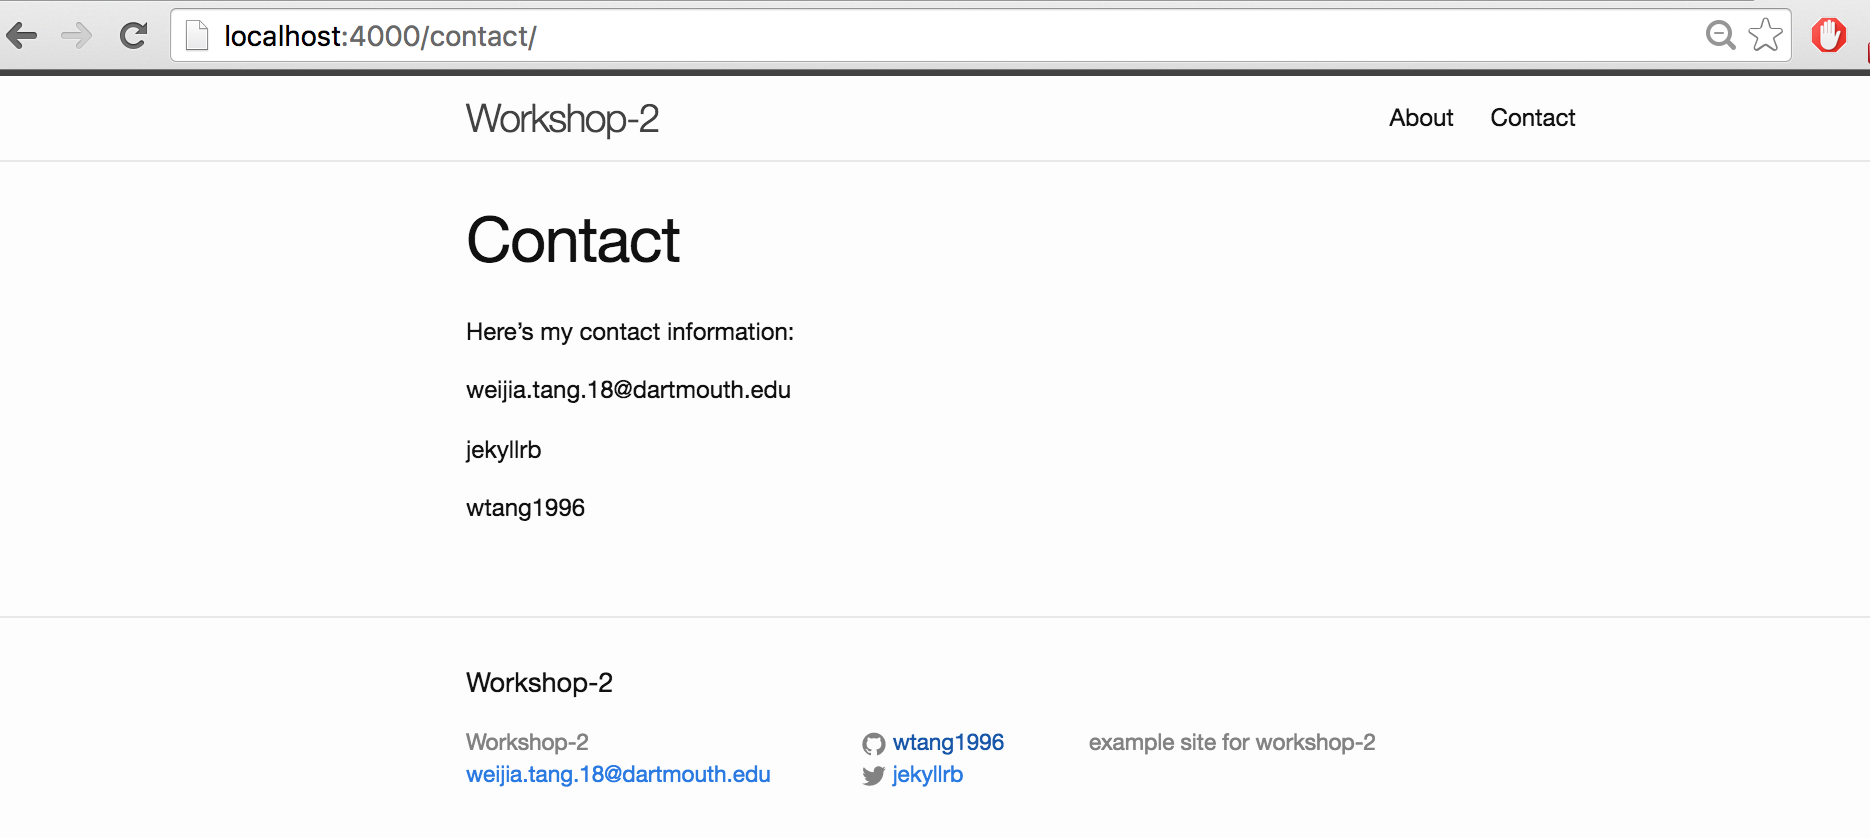 localhost:4000/contact/
Workshop-2
About Contact
Contact
Here’s my contact information:
weijia.tang.18@dartmouth.edu
jekyllrb
wtang1996
Workshop-2
Workshop-2
weijia.tang.18@dartmouth.edu
wtang1996
jekyllrb
example site for workshop-2